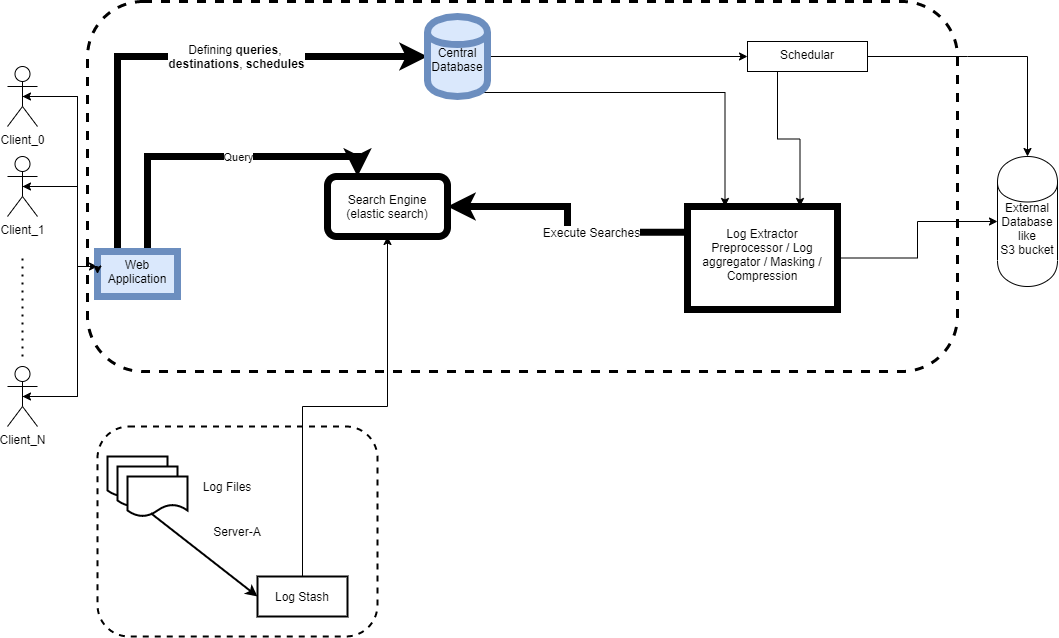 Defining queries,
destinations, schedules
Central
Database
Schedular
Client_0
Query
Client_1
Search Engine
(elastic search)
Execute Searches
Log Extractor
Preprocessor / Log
aggregator / Masking /
Compression
External
Database
like
S3 bucket
Web
Application
Client_N
Log Files
Server-A
Log Stash